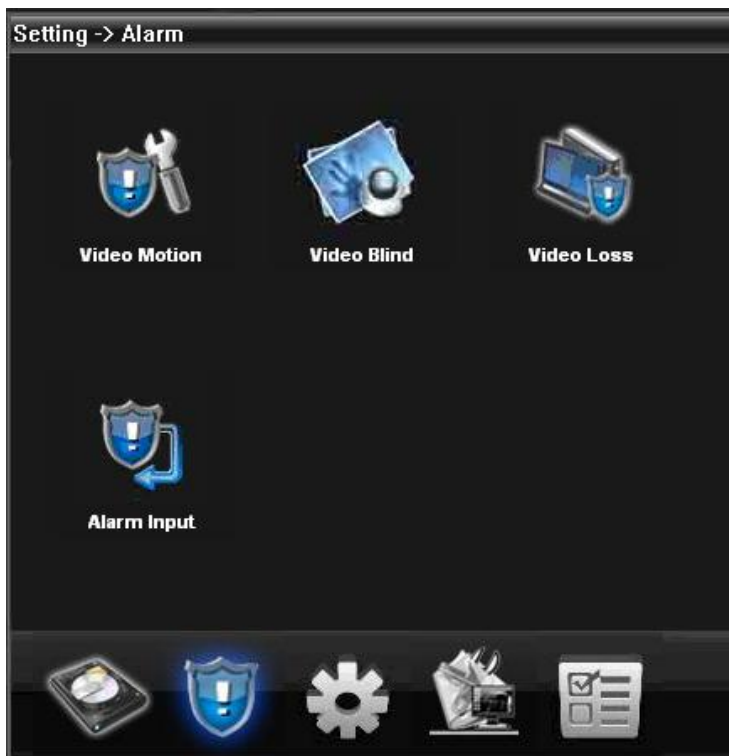 Setting -> Alarm
Video Motion
Video Blind
Video Loss
Alarm Input